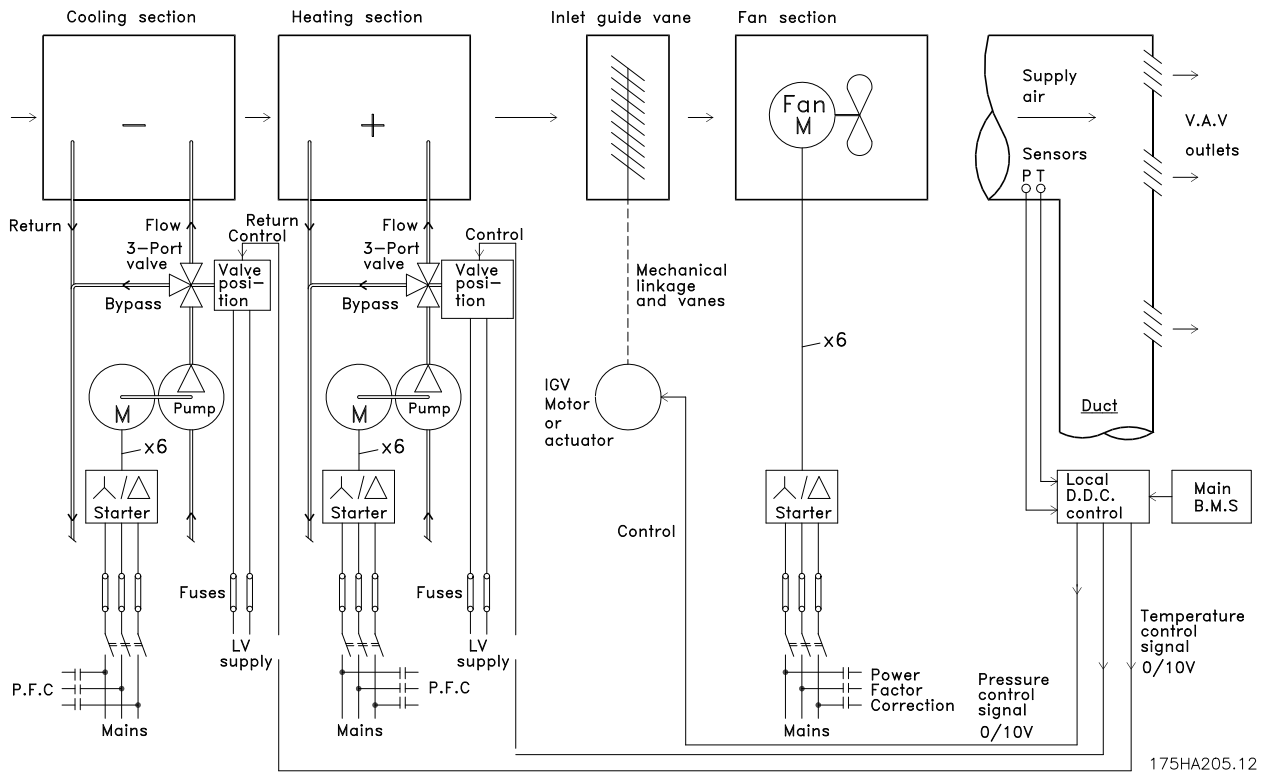 Cooling section
Heating section
Inlet guide vane
Fan section
Supply
air
Fan
M
V.A.V
outlets
Sensors
P T
Return
Flow
3-Port
valve
Bypass
Control
Valve
posi-
tion
Return
Flow
3-Port
valve
Bypass
Control
Valve
posi-
tion
Mechanical
linkage
and vanes
x6
M
Pump
M
Pump
IGV
Motor
or
actuator
Duct
x6
x6
Starter
Starter
Starter
Local
D.D.C.
control
Main
B.M.S
Control
Fuses
Fuses
LV
supply
LV
supply
Temperature
control
signal
0/10V
P.F.C
P.F.C
Power
Factor
Correction
Pressure
control
signal
0/10V
Mains
Mains
Mains
175HA205.12